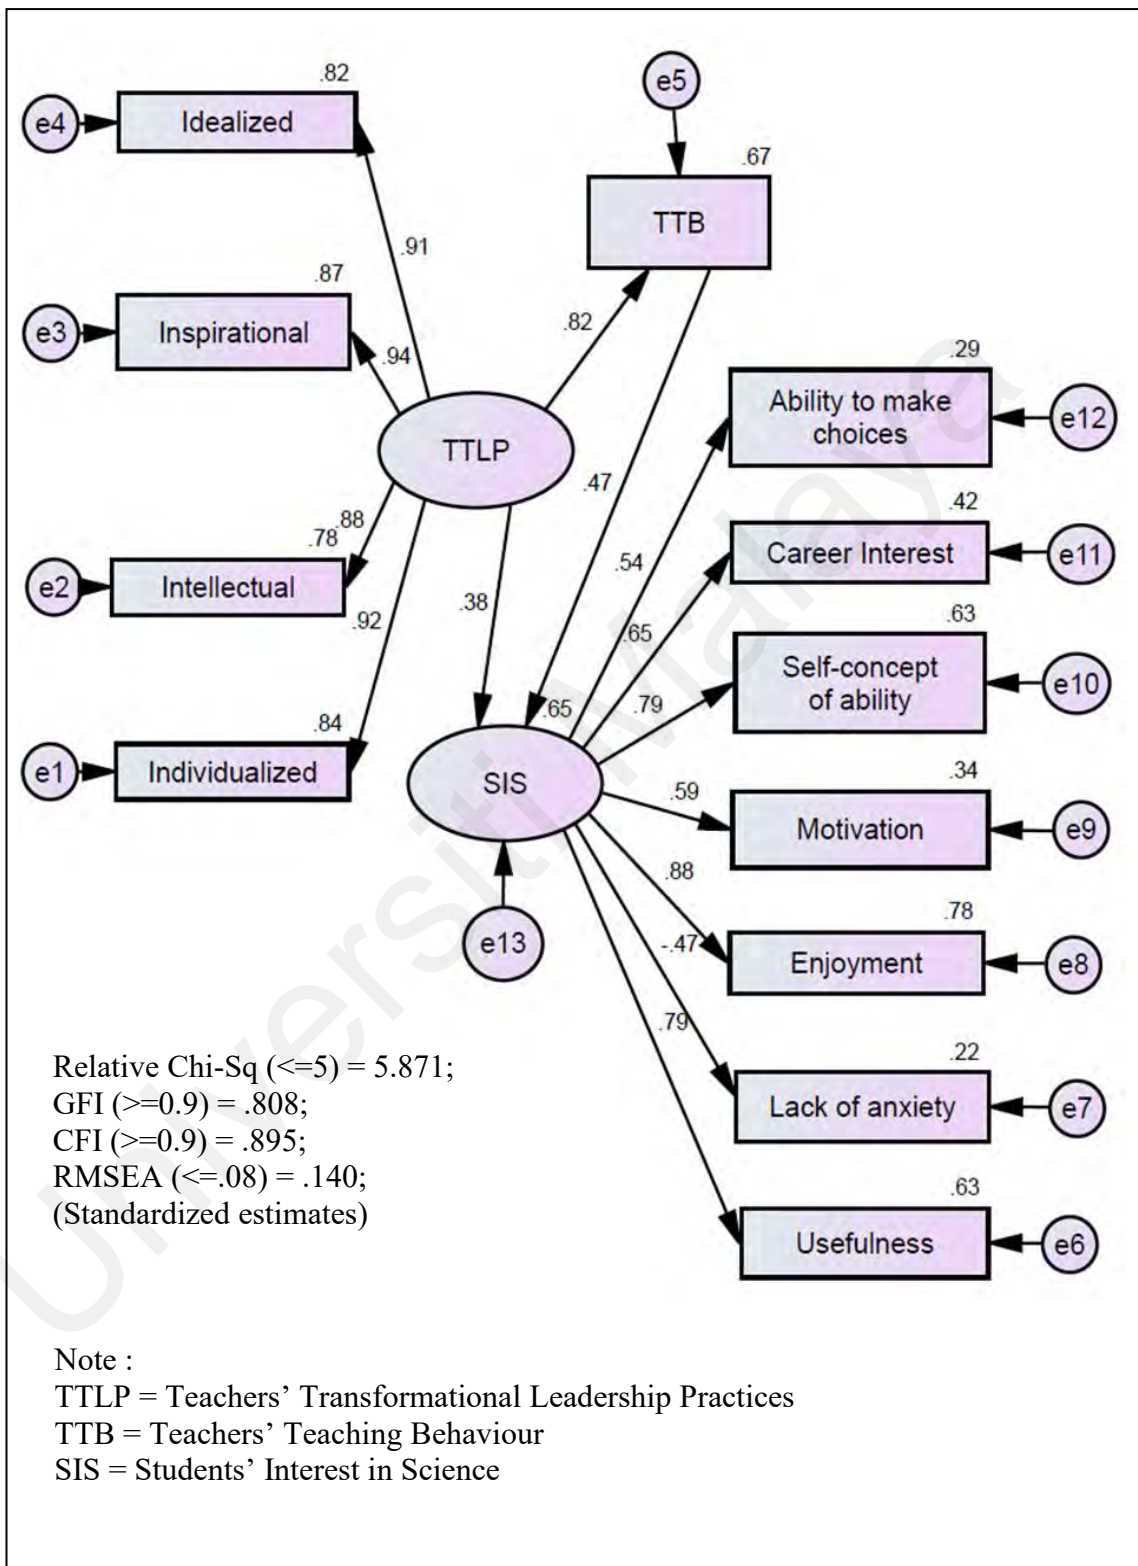 .82
e5
e4
Idealized
.67
TTB
.91
.87
e3
Inspirational
.82
.94
.29
Ability to make
choices
e12
TTLP
.47
.42
.88
.78
Career Interest
e11
.54
e2
Intellectual
.38
.92
.65
.63
Self-concept
of ability
e10
.79
.65
.84
e1
Individualized
SIS
.34
.59
Motivation
e9
.88
.78
e13
-.47
Enjoyment
e8
.79
.22
Lack of anxiety
e7
.63
Usefulness
e6
Relative Chi-Sq (<=5) = 5.871;
GFI (>=0.9) = .808;
CFI (>=0.9) = .895;
RMSEA (<=.08) = .140;
(Standardized estimates)
Note :
TTLP = Teachers’ Transformational Leadership Practices
TTB = Teachers’ Teaching Behaviour
SIS = Students’ Interest in Science
Universiti Malaya